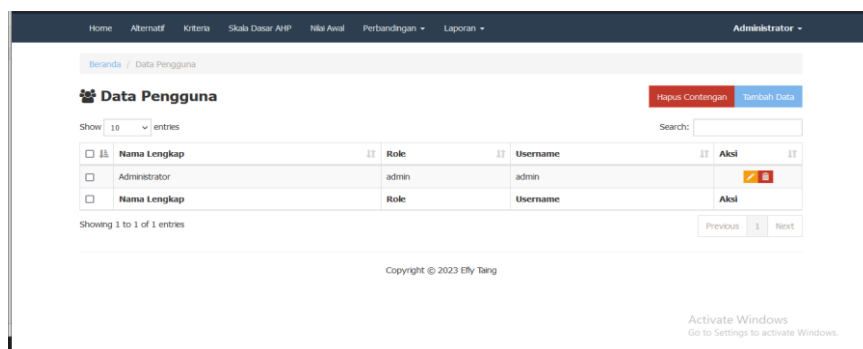 Home Alternatif Kriteria Skala Dasar AHP Nilai Awal Perbandingan Laporan Administrator
Beranda / Data Pengguna
Data Pengguna Hapus Contengan Tambah Data
Show 10 entries Search:
Nama Lengkap Role Username Aksi
Administrator admin admin
Nama Lengkap Role Username Aksi
Showing 1 to 1 of 1 entries Previous 1 Next
Copyright © 2023 Efly Taing
Activate Windows
Go to Settings to activate Windows.